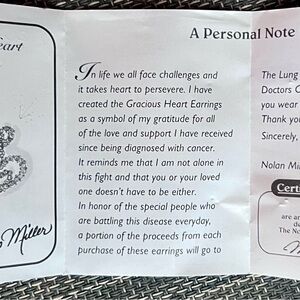 eart
Miller
A Personal Note
In life we all face challenges and
it takes heart to persevere. I have
created the Gracious Heart Earrings
as a symbol of my gratitude for all
of the love and support I have received
since being diagnosed with cancer.
It reminds me that I am not alone in
this fight and that you or your loved
one doesn't have to be either.
In honor of the special people who
are battling this disease everyday,
a portion of the proceeds from each
purchase of these earrings will go to
The Lung
Doctors C
you wear
Thank you
Sincerely,
Nolan Mil
Certi
are an
de
The No